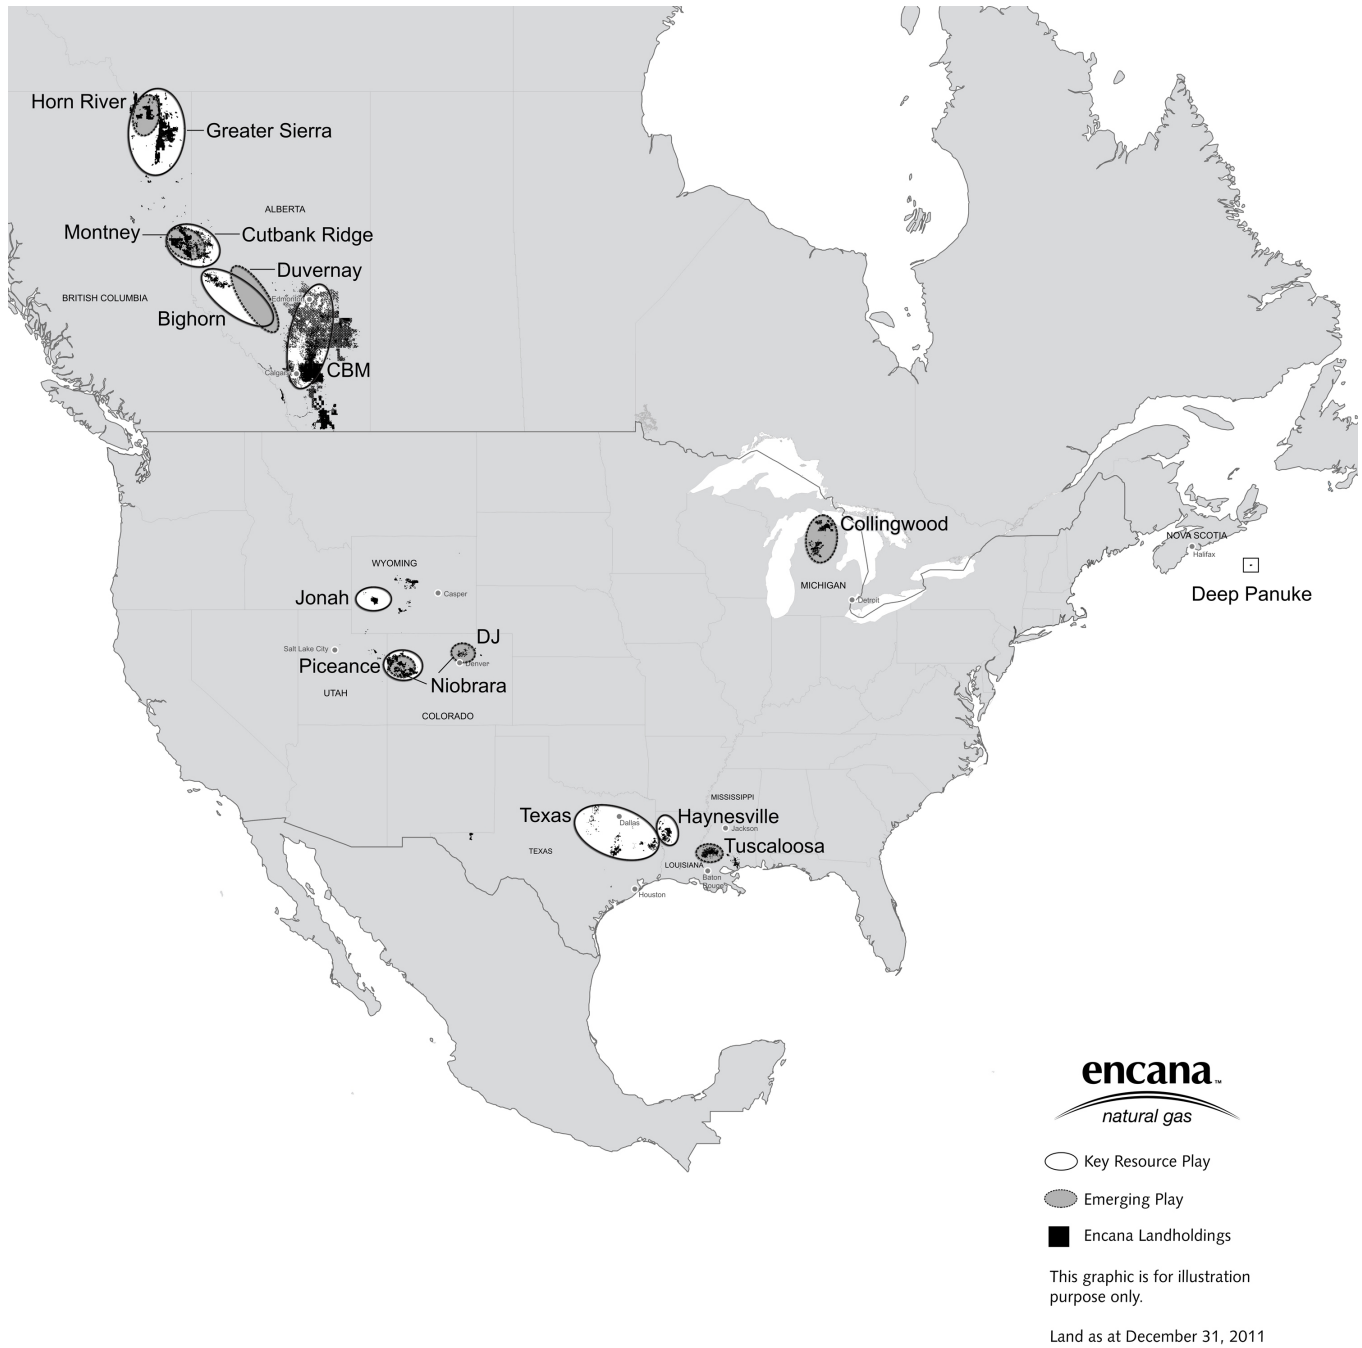 Horn River
Greater Sierra
ALBERTA
Montney
Cutbank Ridge
Duvernay
BRITISH COLUMBIA
Edmonton
Bighorn
Calgary
CBM
Collingwood
NOVA SCOTIA
Halifax
WYOMING
MICHIGAN
Deep Panuke
Jonah
Casper
Detroit
DJ
Salt Lake City
Piceance
Denver
Niobrara
UTAH
COLORADO
MISSISSIPPI
Texas
Haynesville
Dallas
Jackson
Tuscaloosa
TEXAS
LOUISIANA
Baton
Rouge
Houston
encana™
natural gas
Key Resource Play
Emerging Play
Encana Landholdings
This graphic is for illustration
purpose only.
Land as at December 31, 2011